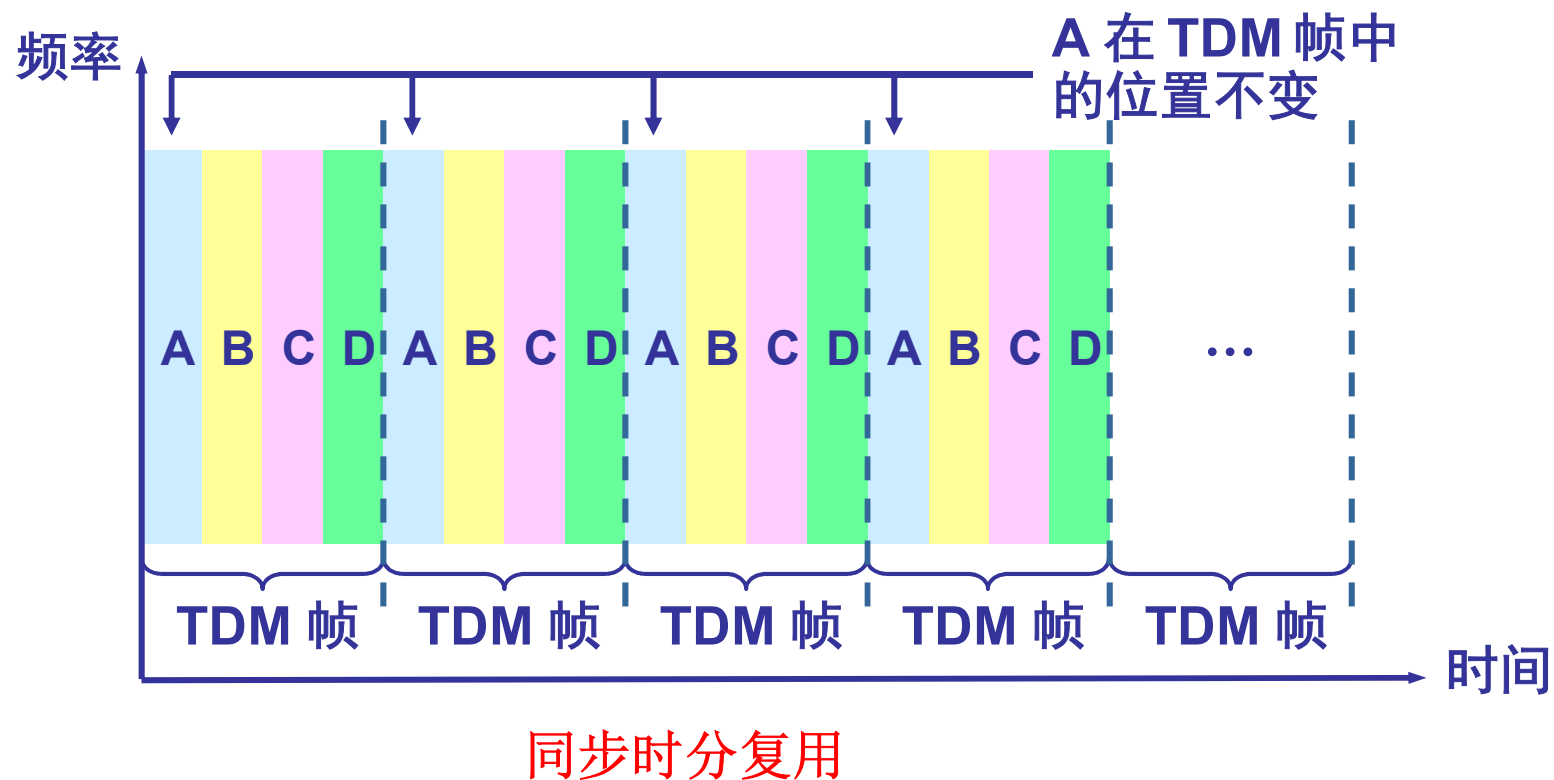 A 在 TDM 帧中
的位置不变
频率
A B C D A B C D A B C D A B C D ...
TDM 帧 TDM 帧 TDM 帧 TDM 帧 TDM 帧
时间
同步时分复用